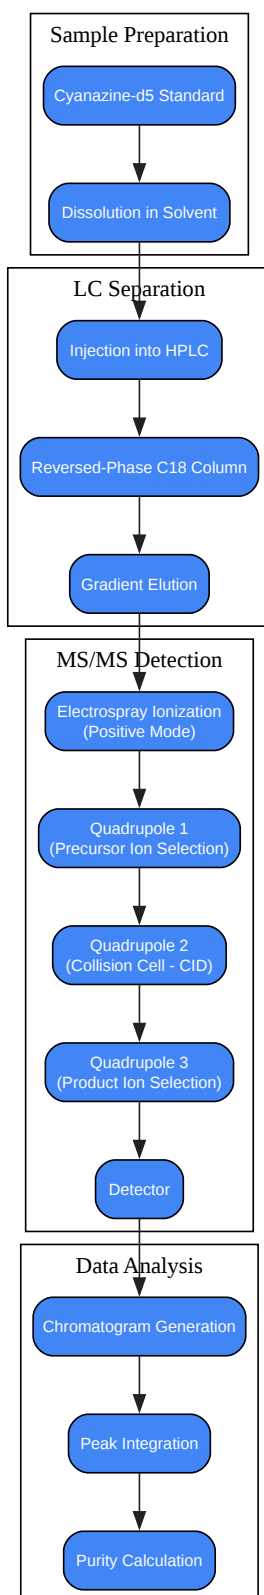 Sample Preparation
Cyanazine-d5 Standard
Dissolution in Solvent
LC Separation
Injection into HPLC
Reversed-Phase C18 Column
Gradient Elution
MS/MS Detection
Electrospray Ionization
(Positive Mode)
Quadrupole 1
(Precursor Ion Selection)
Quadrupole 2
(Collision Cell - CID)
Quadrupole 3
(Product Ion Selection)
Detector
Data Analysis
Chromatogram Generation
Peak Integration
Purity Calculation